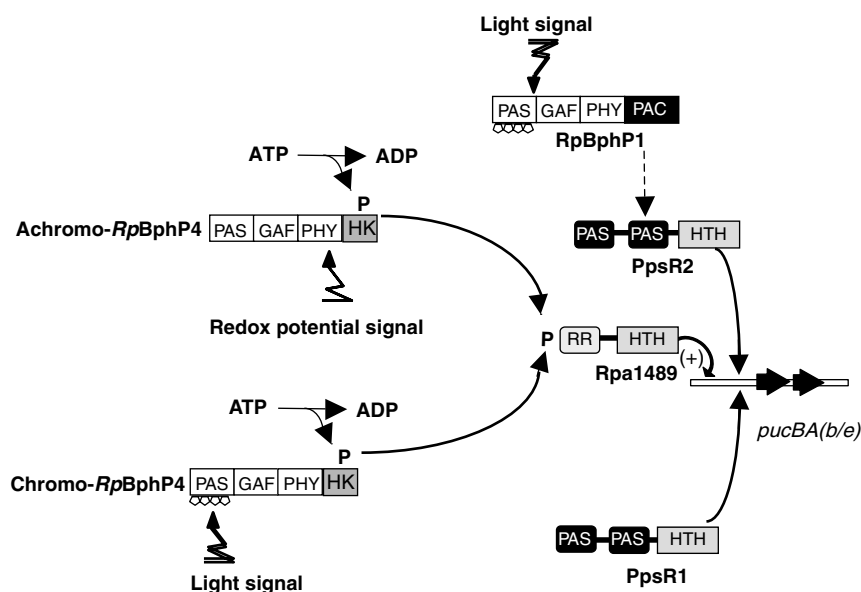 Light signal
PAS GAF PHY PAC
RpBphP1
ATP ADP
P
Achromo-RpBphP4 PAS GAF PHY HK
PAS PAS HTH
PpsR2
Redox potential signal
P RR HTH (+)
Rpa1489
pucBA(b/e)
ATP ADP
P
Chromo-RpBphP4 PAS GAF PHY HK
PAS PAS HTH
PpsR1
Light signal